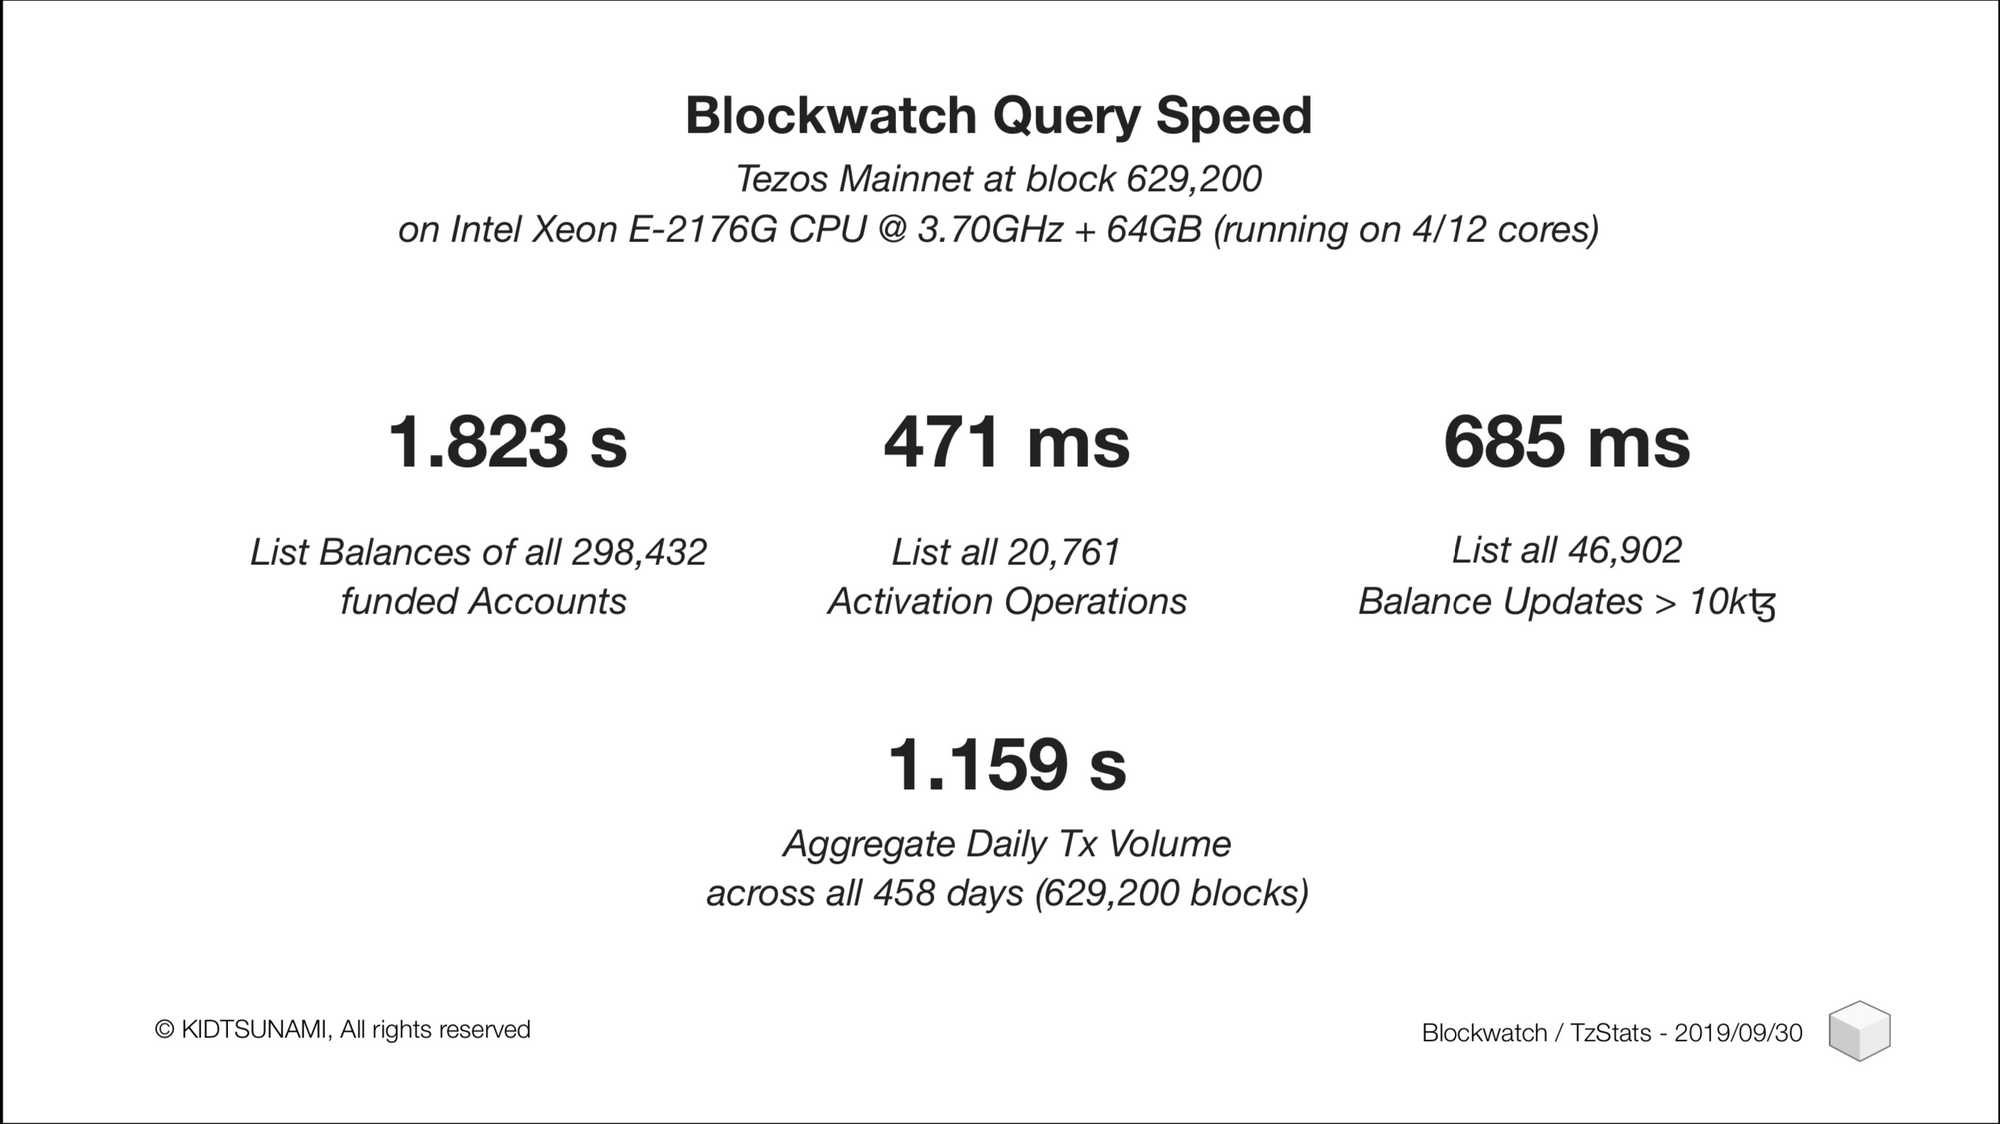 Blockwatch Query Speed
Tezos Mainnet at block 629,200
on Intel Xeon E-2176G CPU @ 3.70GHz + 64GB (running on 4/12 cores)
1.823 s
List Balances of all 298,432
funded Accounts
471 ms
List all 20,761
Activation Operations
685 ms
List all 46,902
Balance Updates > 10kꜩ
1.159 s
Aggregate Daily Tx Volume
across all 458 days (629,200 blocks)
© KIDTSUNAMI, All rights reserved
Blockwatch / TzStats - 2019/09/30